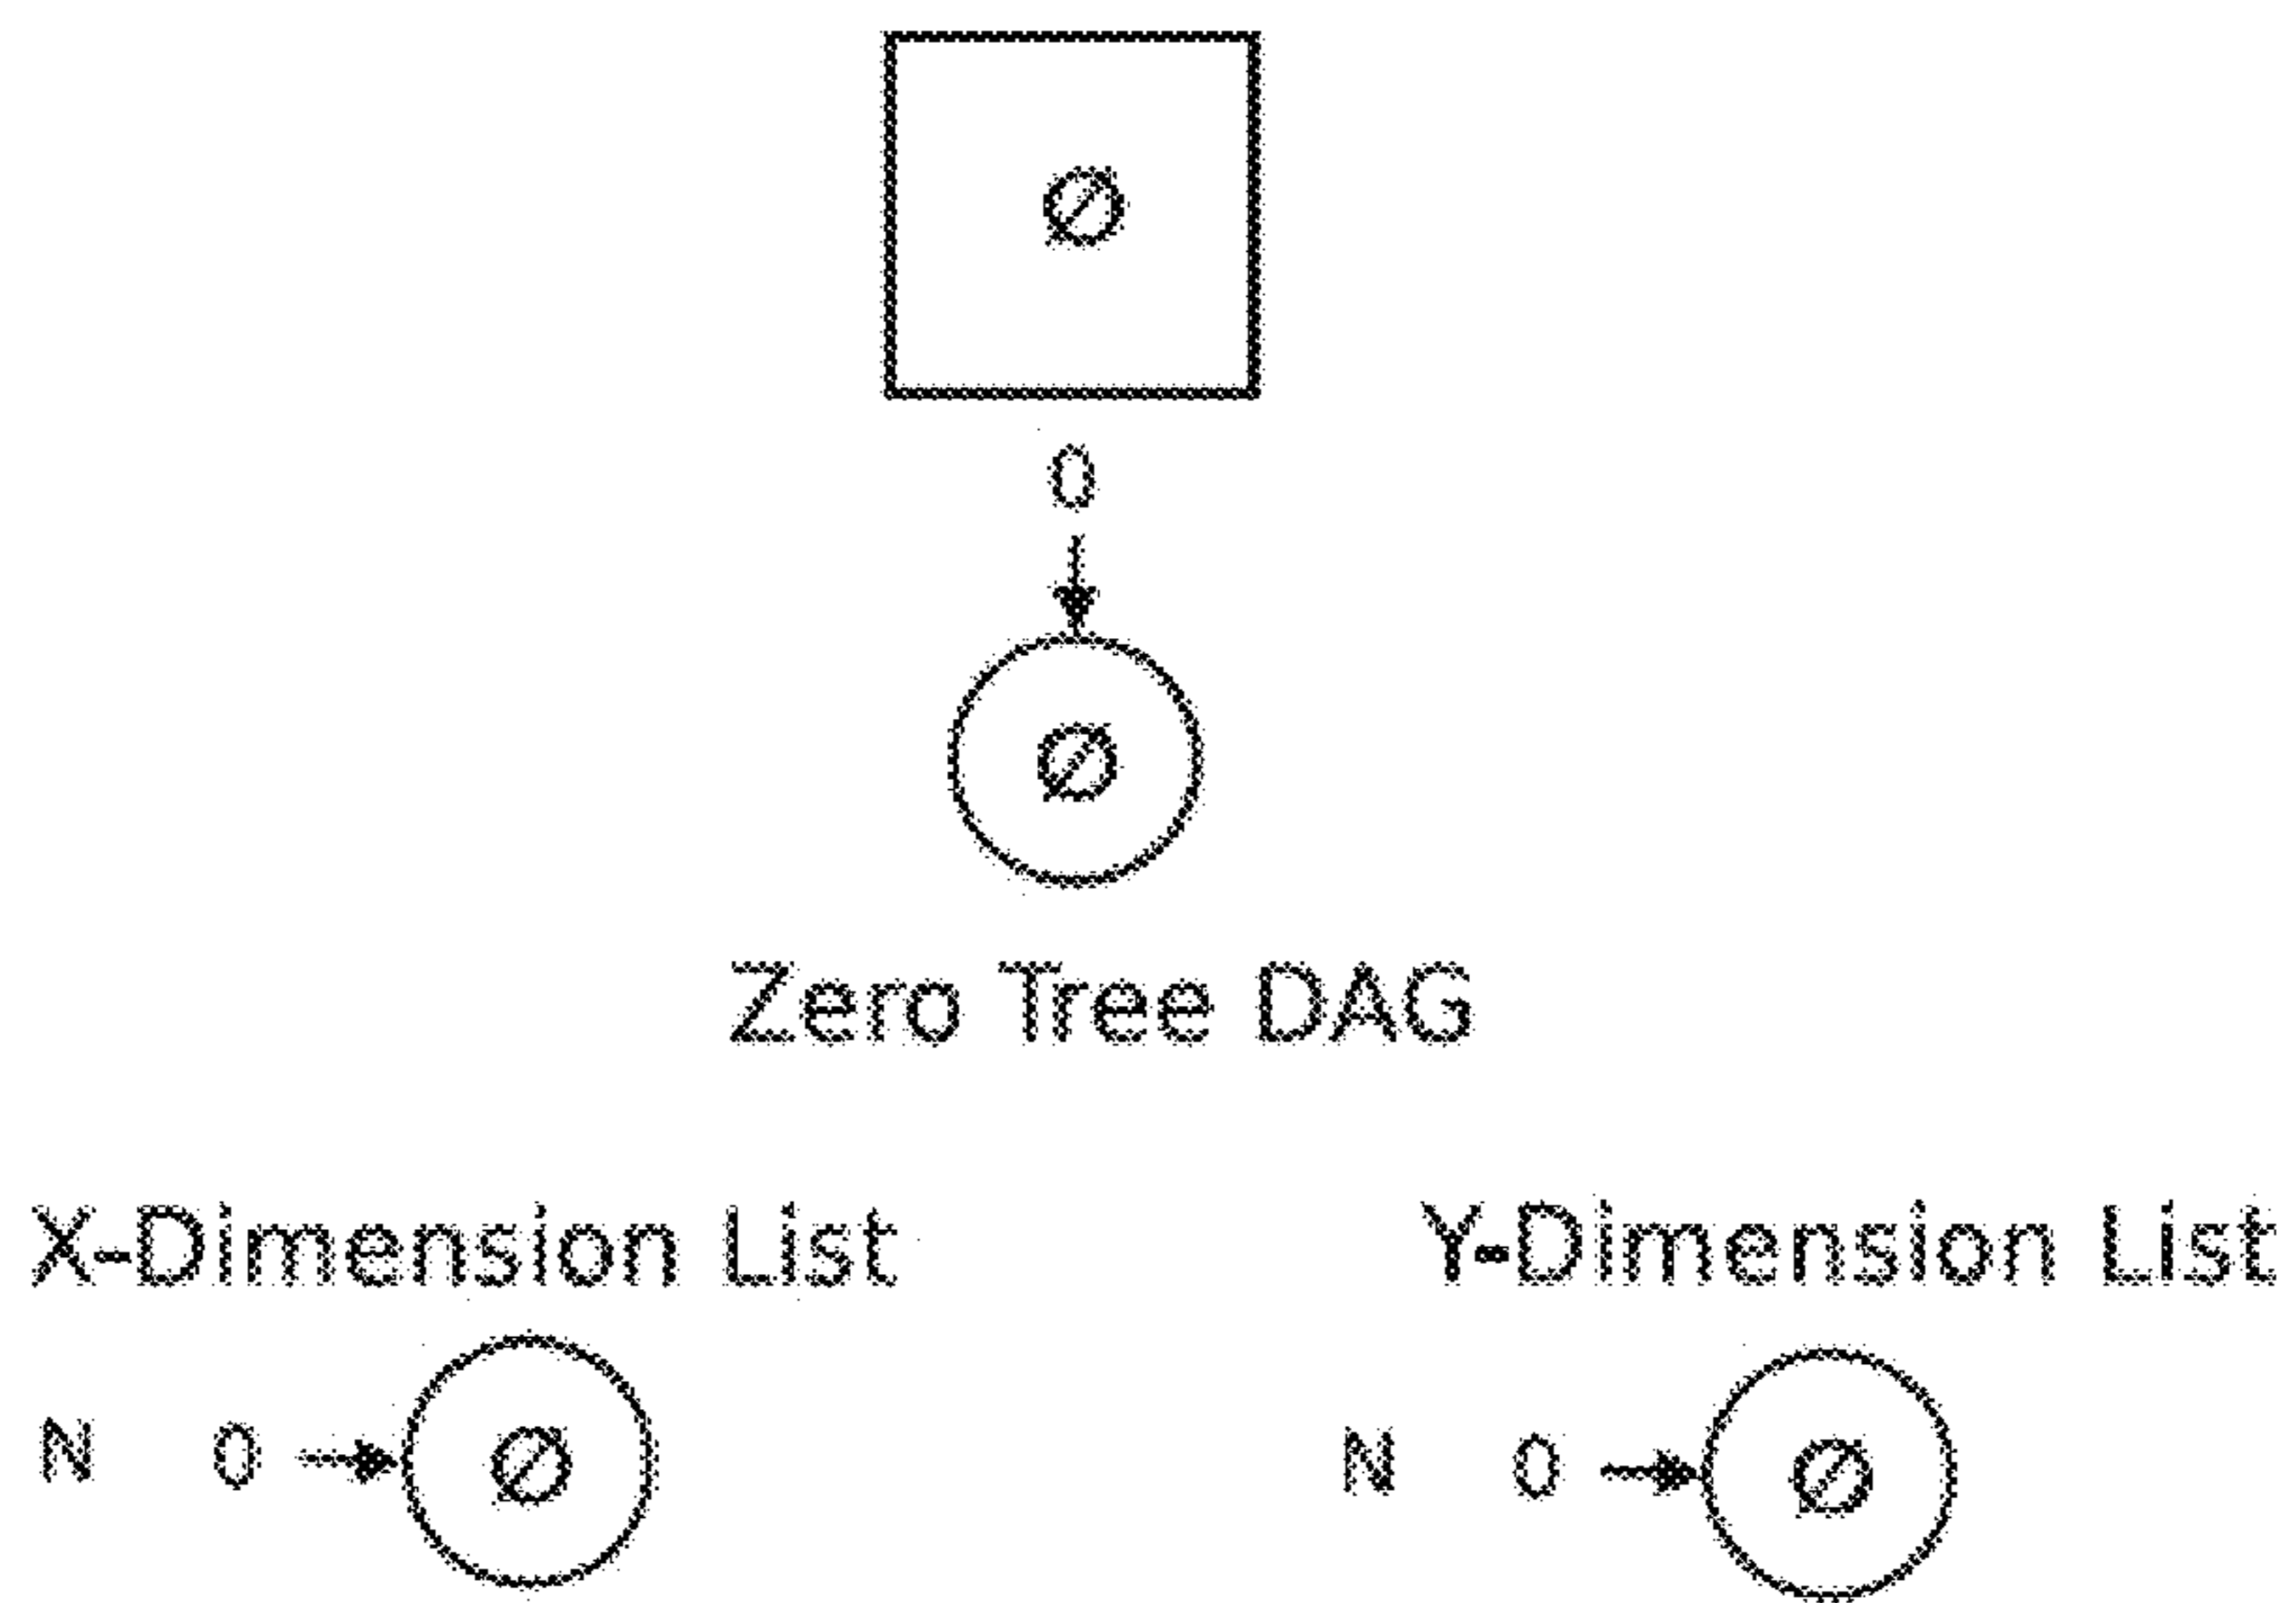 ∅
0
∅
Zero Tree DAG
X-Dimension List Y-Dimension List
N 0 ∅ N 0 ∅